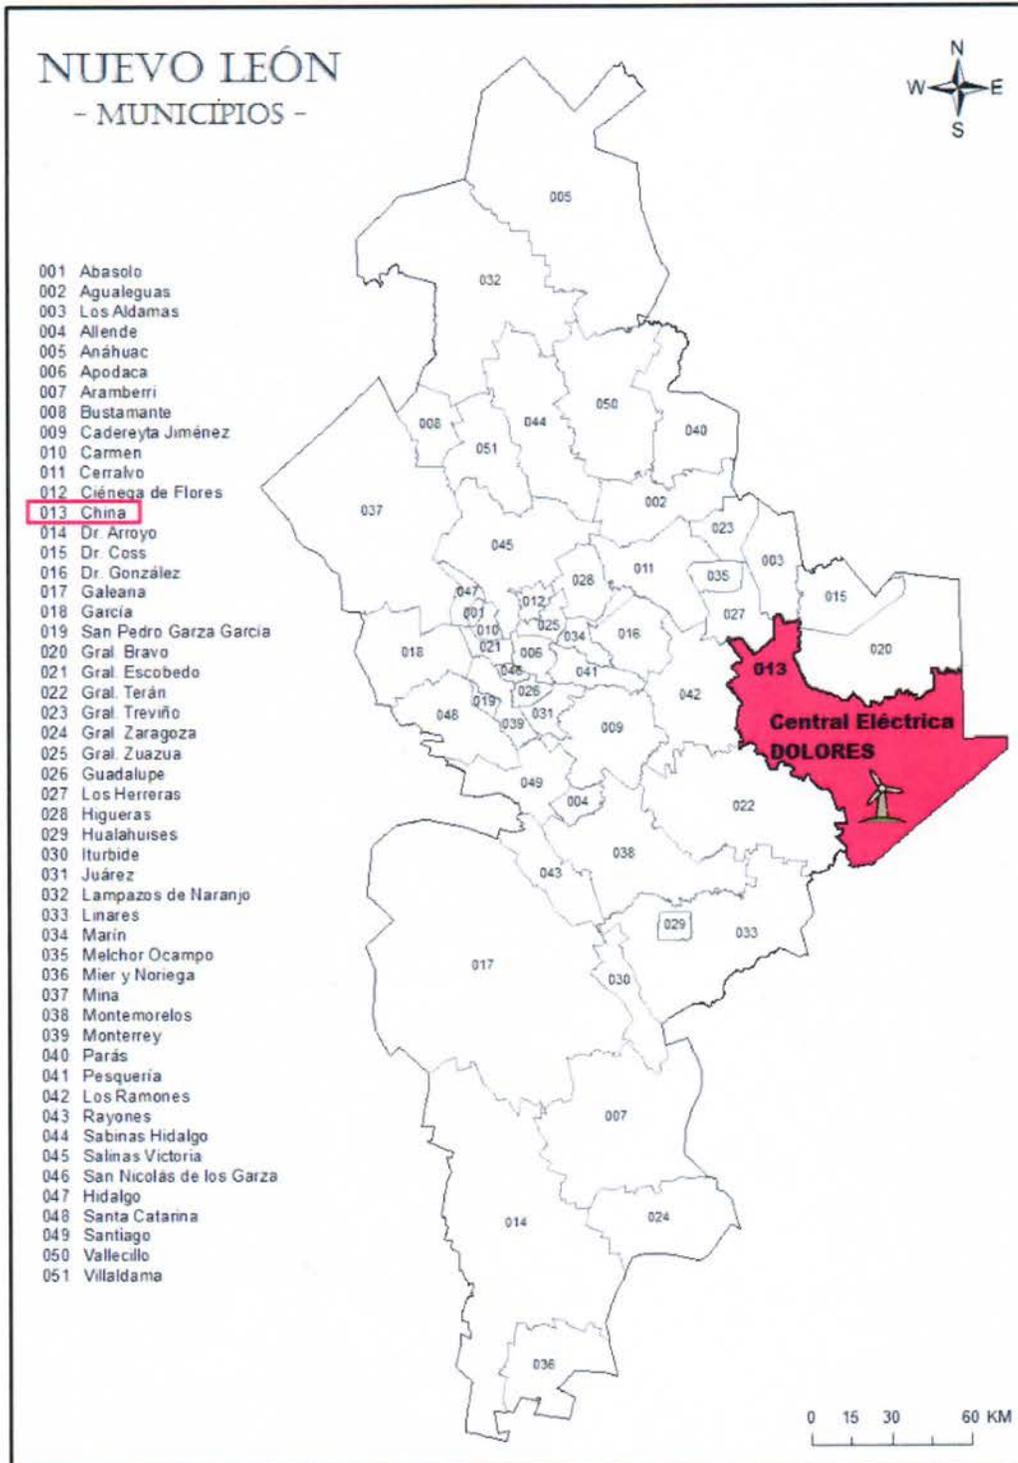 NUEVO LEÓN
- MUNICÍPIOS -
N
W E
S
001 Abasolo
002 Agualeguas
003 Los Aldamas
004 Allende
005 Anáhuac
006 Apodaca
007 Aramberri
008 Bustamante
009 Cadereyta Jiménez
010 Carmen
011 Cerralvo
012 Ciénega de Flores
013 China
014 Dr. Arroyo
015 Dr. Coss
016 Dr. González
017 Galeana
018 García
019 San Pedro Garza García
020 Gral. Bravo
021 Gral. Escobedo
022 Gral. Terán
023 Gral. Treviño
024 Gral. Zaragoza
025 Gral. Zuazua
026 Guadalupe
027 Los Herreras
028 Higueras
029 Hualahuises
030 Iturbide
031 Juárez
032 Lampazos de Naranjo
033 Linares
034 Marín
035 Melchor Ocampo
036 Mier y Noriega
037 Mina
038 Montemorelos
039 Monterrey
040 Parás
041 Pesquería
042 Los Ramones
043 Rayones
044 Sabinas Hidalgo
045 Salinas Victoria
046 San Nicolás de los Garza
047 Hidalgo
048 Santa Catarina
049 Santiago
050 Vallecillo
051 Villaldama
005
032
050
044
008
040
051
002
037
023
045
003
011
028
035
047
012
015
001
027
025
010
034
016
021
018
006
020
046
041
013
026
042
019
031
048
039
009
Central Eléctrica
DOLORES
049
004
022
038
043
029
033
017
030
007
014
024
036
0 15 30 60 KM